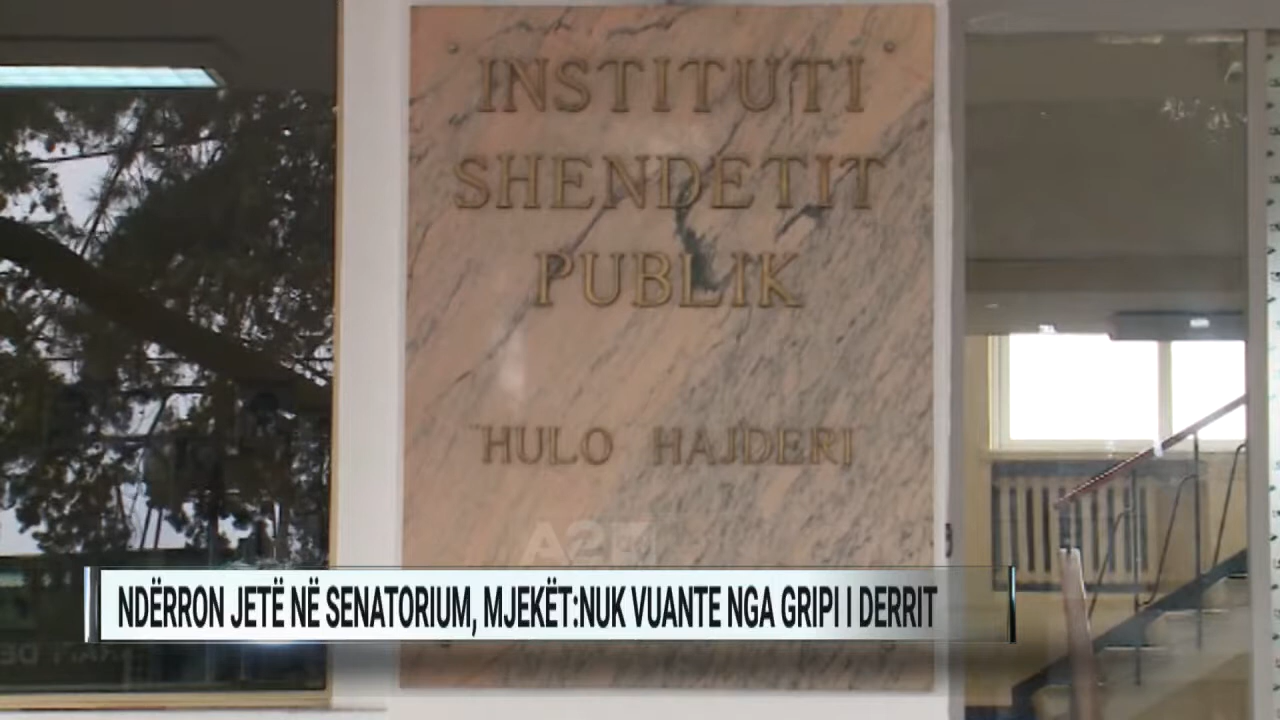 INSTITUTI
SHENDETIT
PUBLIK
HULO HAJDERI
NDËRRON JETË NË SENATORIUM, MJEKËT:NUK VUANTE NGA GRIPI I DERRIT